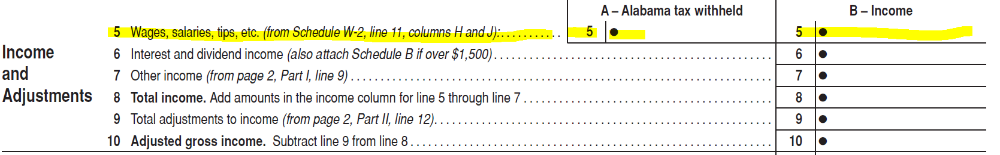 A – Alabama tax withheld B – Income
5 Wages, salaries, tips, etc. (from Schedule W-2, line 11, columns H and J):........... 5 ● 5 ●
Income
and
Adjustments
6 Interest and dividend income (also attach Schedule B if over $1,500)............................................... 6 ●
7 Other income (from page 2, Part I, line 9)....................................................................... 7 ●
8 Total income. Add amounts in the income column for line 5 through line 7.......................................... 8 ●
9 Total adjustments to income (from page 2, Part II, line 12)......................................................... 9 ●
10 Adjusted gross income. Subtract line 9 from line 8............................................................. 10 ●